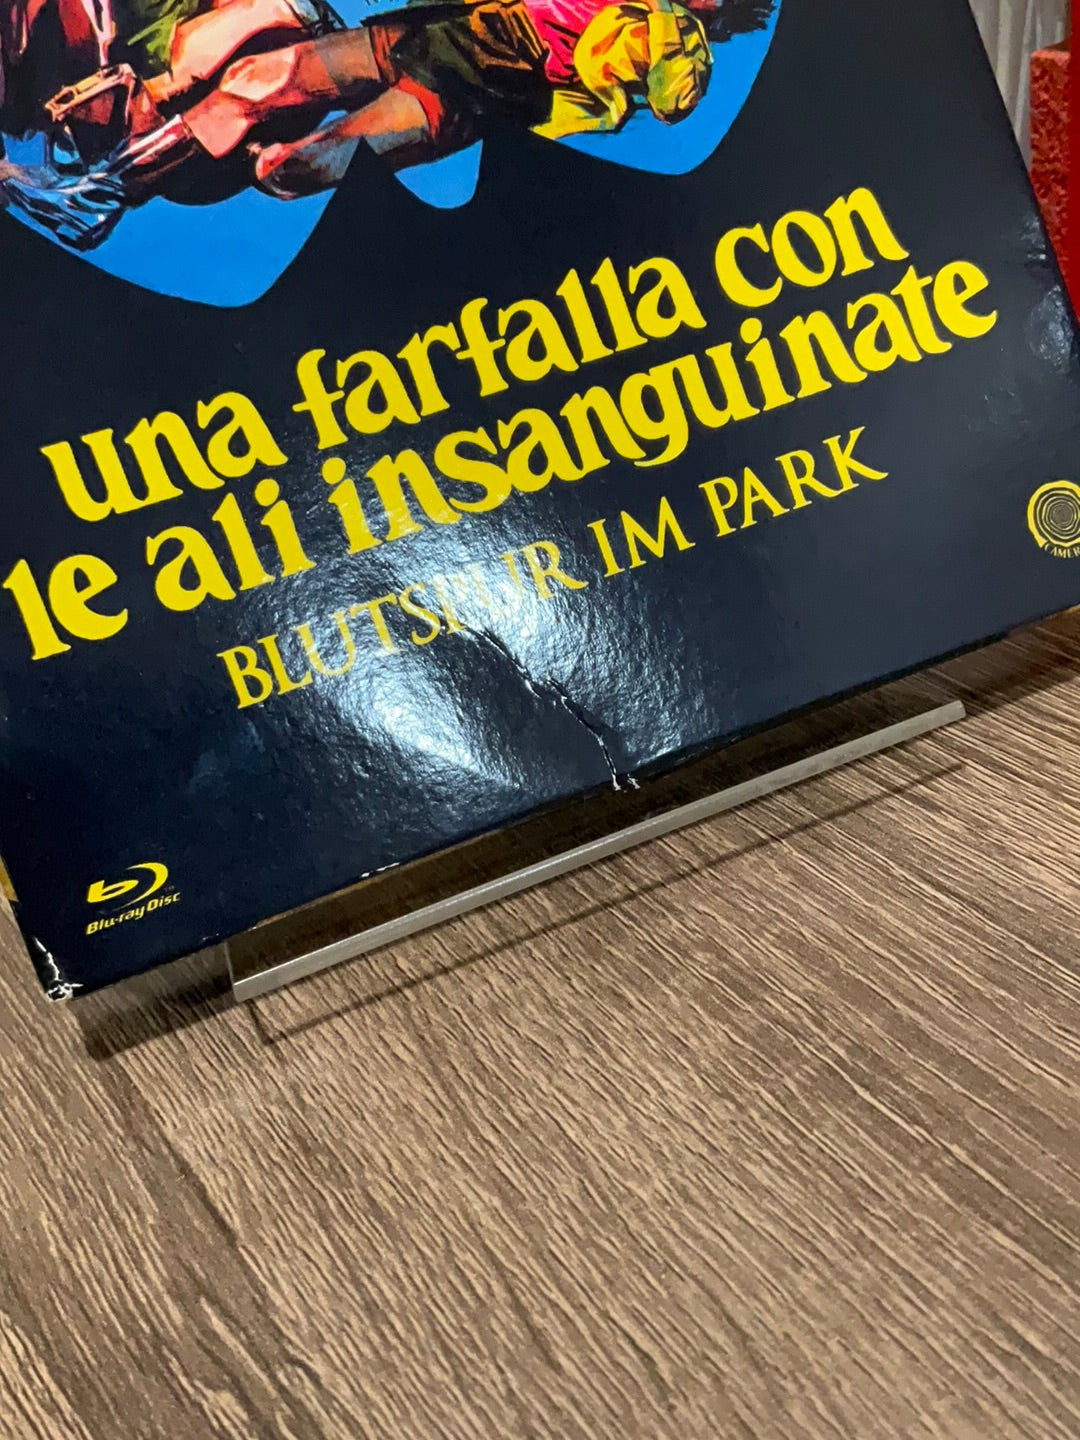 una farfalla con
le ali insanguinate
BLUTSPUR IM PARK
Blu-ray Disc